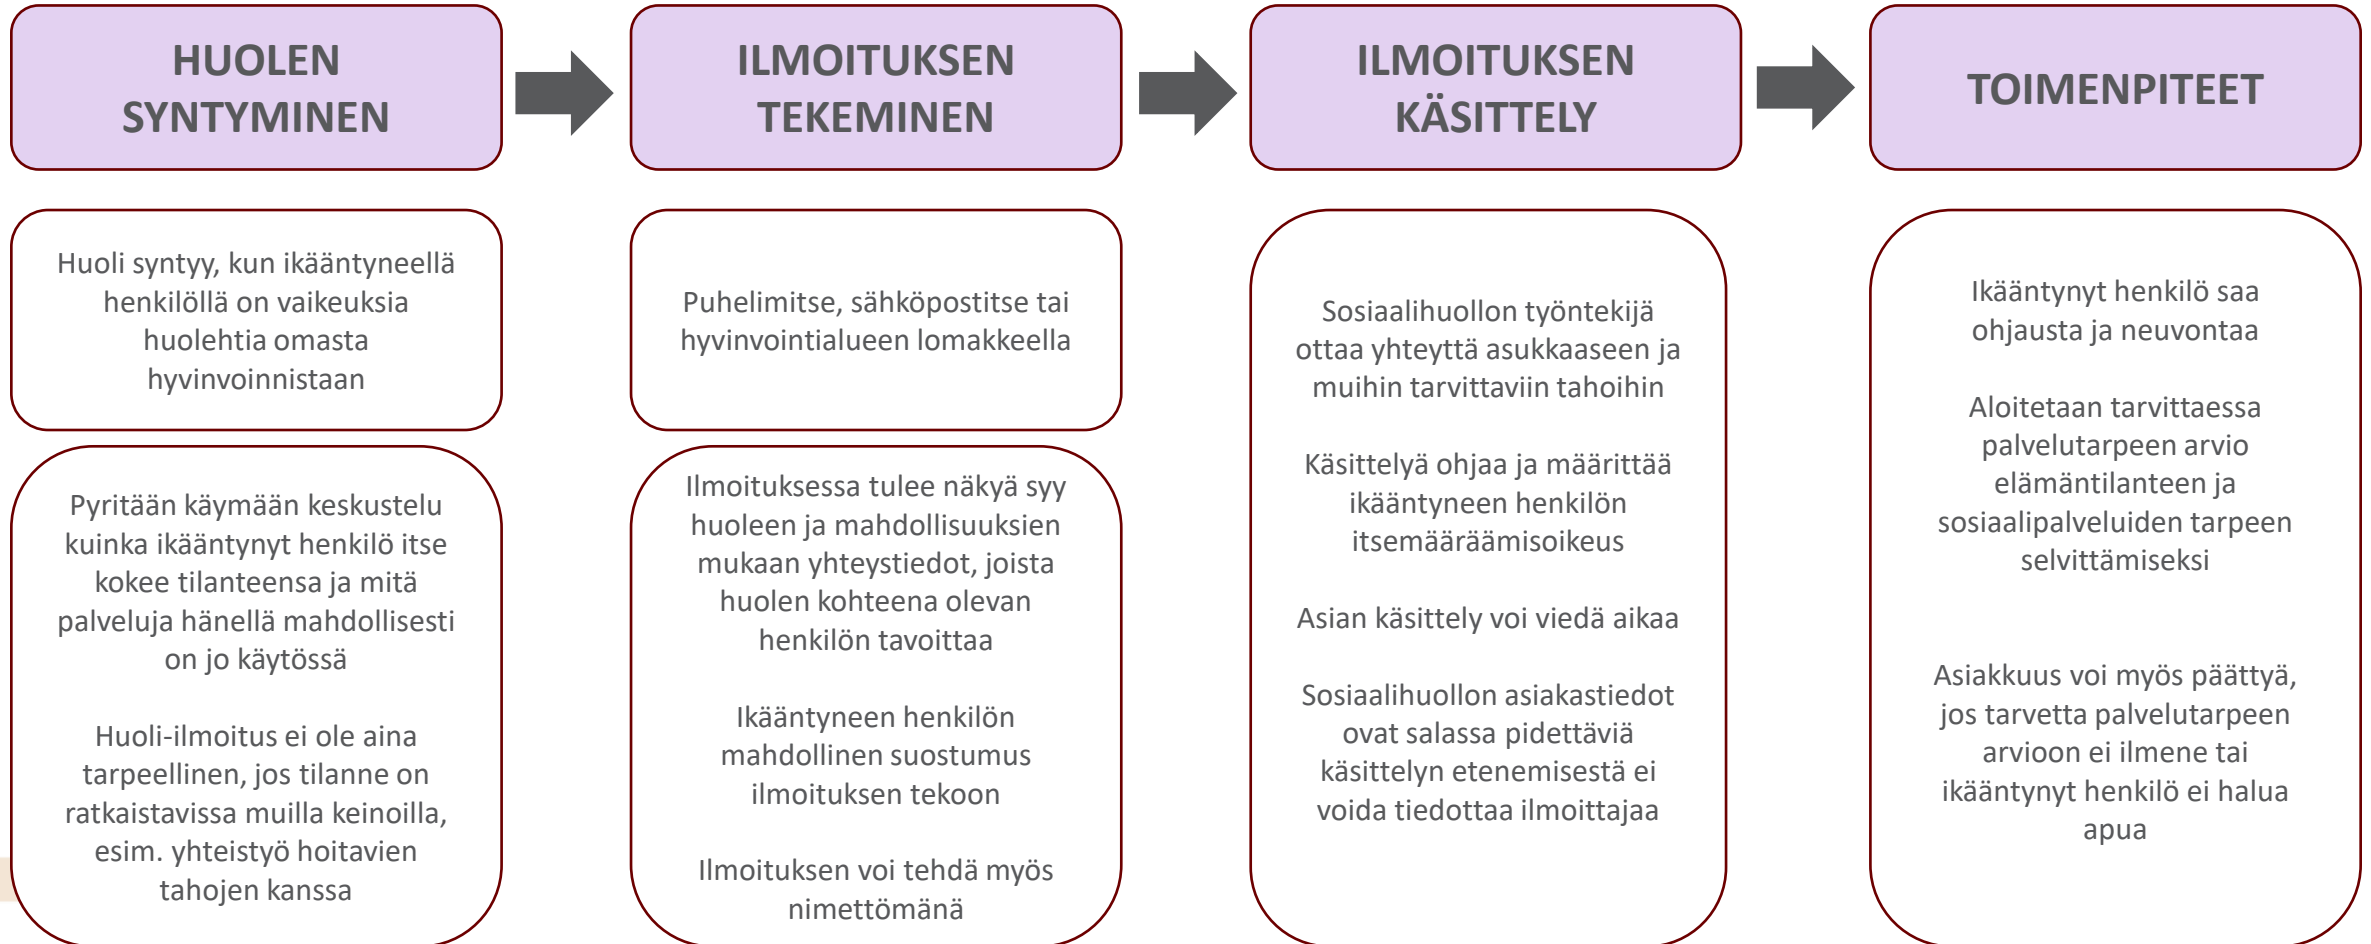 HUOLEN
SYNTYMINEN
ILMOITUKSEN
TEKEMINEN
ILMOITUKSEN
KÄSITTELY
TOIMENPITEET
Huoli syntyy, kun ikääntyneellä
henkilöllä on vaikeuksia
huolehtia omasta
hyvinvoinnistaan
Pyritään käymään keskustelu
kuinka ikääntynyt henkilö itse
kokee tilanteensa ja mitä
palveluja hänellä mahdollisesti
on jo käytössä
Huoli-ilmoitus ei ole aina
tarpeellinen, jos tilanne on
ratkaistavissa muilla keinoilla,
esim. yhteistyö hoitavien
tahojen kanssa
Puhelimitse, sähköpostitse tai
hyvinvointialueen lomakkeella
Ilmoituksessa tulee näkyä syy
huoleen ja mahdollisuuksien
mukaan yhteystiedot, joista
huolen kohteena olevan
henkilön tavoittaa
Ikääntyneen henkilön
mahdollinen suostumus
ilmoituksen tekoon
Ilmoituksen voi tehdä myös
nimettömänä
Sosiaalihuollon työntekijä
ottaa yhteyttä asukkaaseen ja
muihin tarvittaviin tahoihin
Käsittelyä ohjaa ja määrittää
ikääntyneen henkilön
itsemääräämisoikeus
Asian käsittely voi viedä aikaa
Sosiaalihuollon asiakastiedot
ovat salassa pidettäviä
käsittelyn etenemisestä ei
voida tiedottaa ilmoittajaa
Ikääntynyt henkilö saa
ohjausta ja neuvontaa
Aloitetaan tarvittaessa
palvelutarpeen arvio
elämäntilanteen ja
sosiaalipalveluiden tarpeen
selvittämiseksi
Asiakkuus voi myös päättyä,
jos tarvetta palvelutarpeen
arvioon ei ilmene tai
ikääntynyt henkilö ei halua
apua